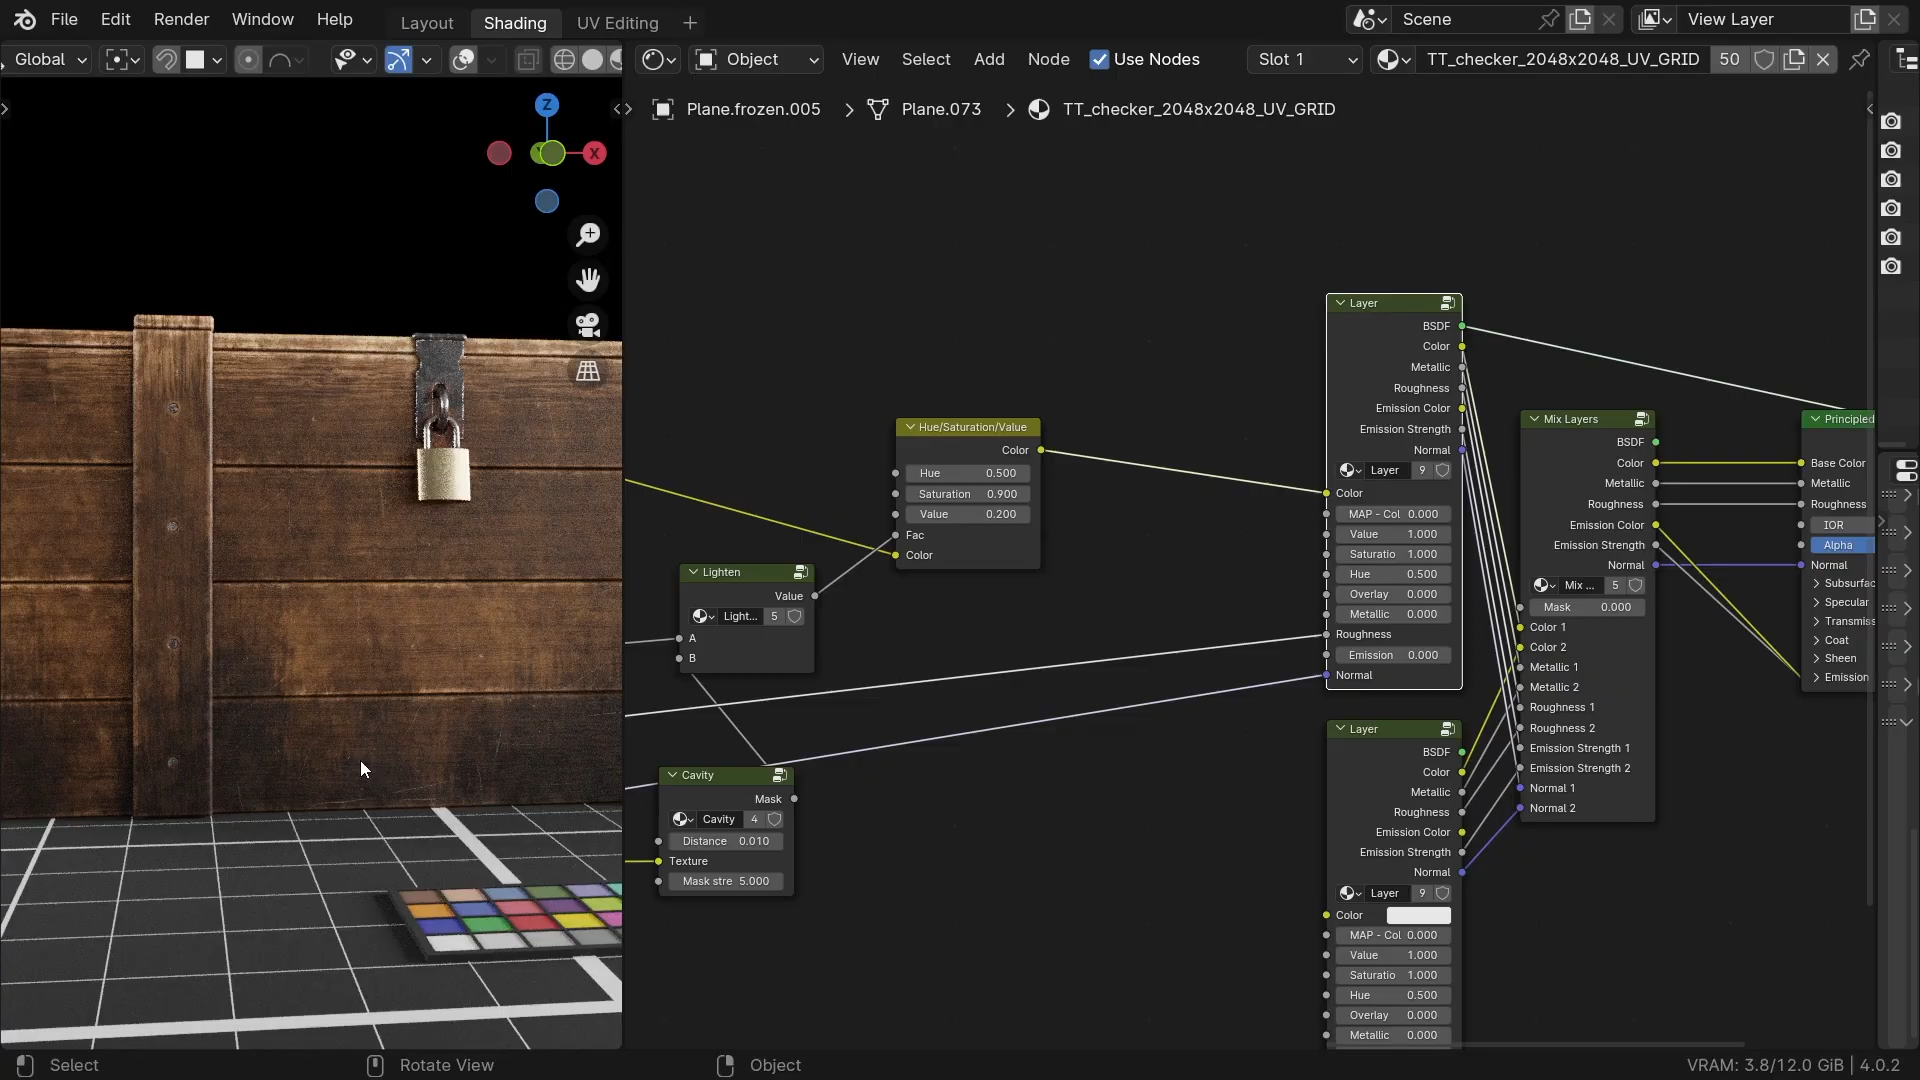 File Edit Render Window Help Layout Shading UV Editing + Scene View Layer
Global Object View Select Add Node Use Nodes Slot 1 TT_checker_2048x2048_UV_GRID 50
Plane.frozen.005 > Plane.073 > TT_checker_2048x2048_UV_GRID
Z
X
Hue/Saturation/Value
Color
Hue 0.500
Saturation 0.900
Value 0.200
Fac
Color
Lighten
Value
Light... 5
A
B
Cavity
Mask
Cavity 4
Distance 0.010
Texture
Mask stre 5.000
Layer
BSDF
Color
Metallic
Roughness
Emission Color
Emission Strength
Normal
Layer 9
Color
MAP - Col 0.000
Value 1.000
Saturatio 1.000
Hue 0.500
Overlay 0.000
Metallic 0.000
Roughness
Emission 0.000
Normal
Layer
BSDF
Color
Metallic
Roughness
Emission Color
Emission Strength
Normal
Layer 9
Color
MAP - Col 0.000
Value 1.000
Saturatio 1.000
Hue 0.500
Overlay 0.000
Metallic 0.000
Mix Layers
BSDF
Color
Metallic
Roughness
Emission Color
Emission Strength
Normal
Mix ... 5
Mask 0.000
Color 1
Color 2
Metallic 1
Metallic 2
Roughness 1
Roughness 2
Emission Strength 1
Emission Strength 2
Normal 1
Normal 2
Principled
Base Color
Metallic
Roughness
IOR
Alpha
Normal
Subsurfac
Specular
Transmiss
Coat
Sheen
Emission
Select Rotate View Object VRAM: 3.8/12.0 GiB | 4.0.2